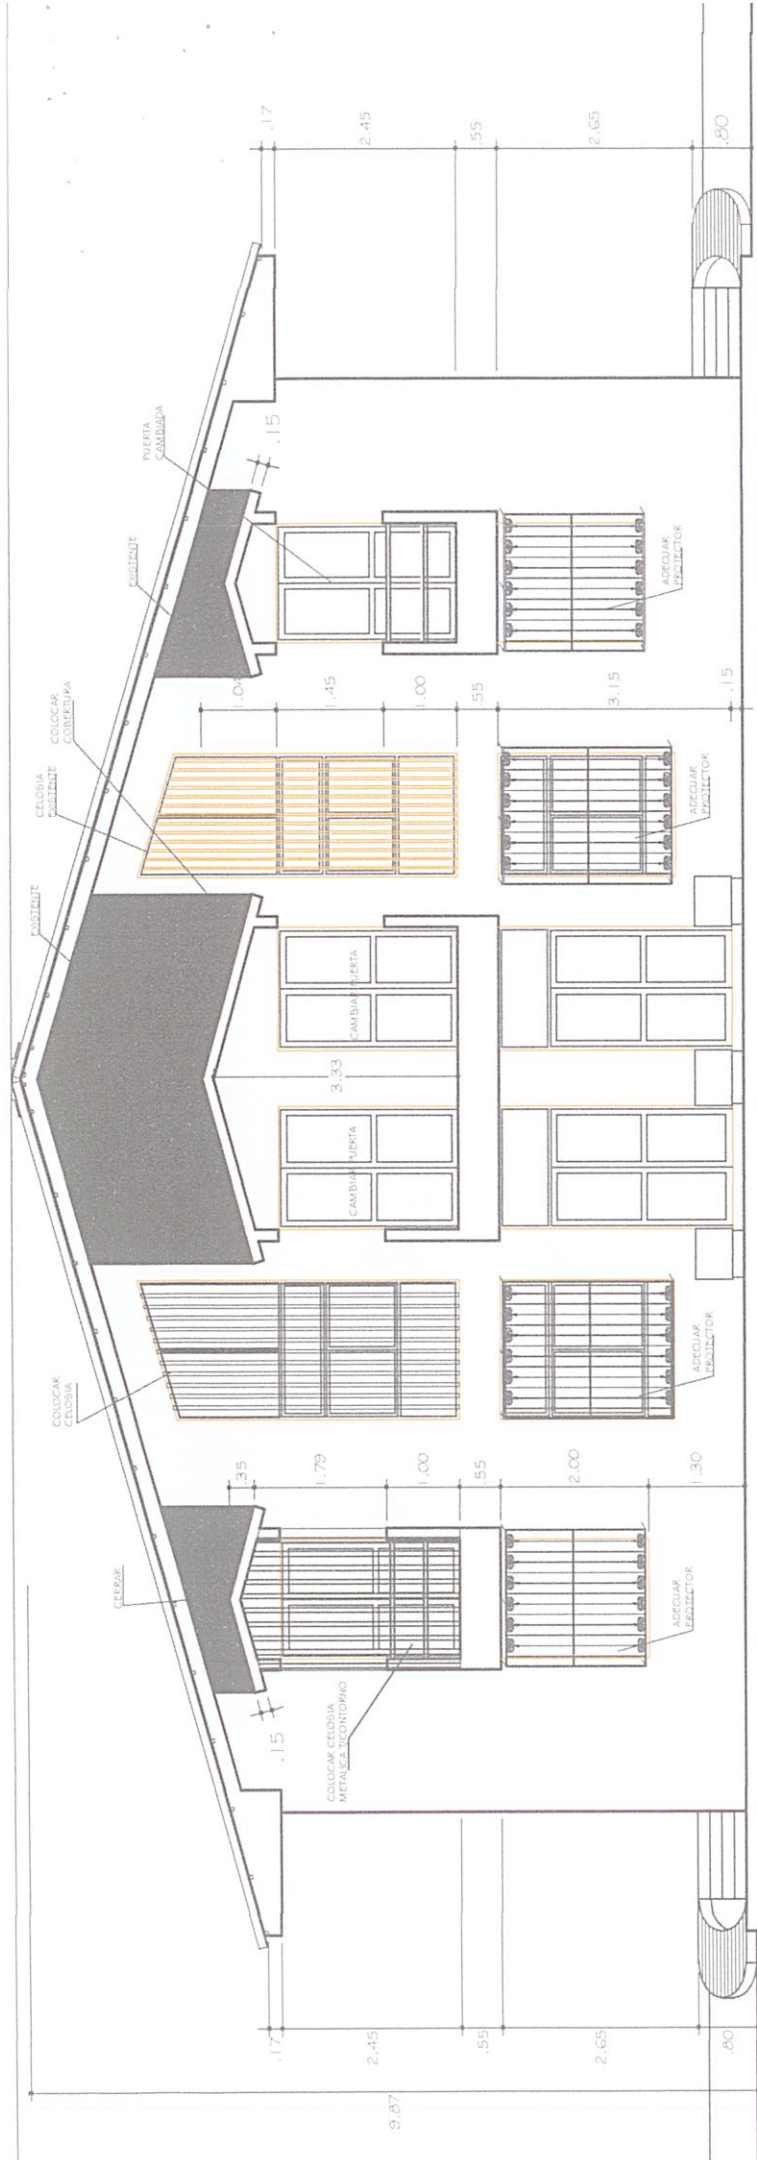 EXISTENTE
CELOSIA
EXISTENTE
COLOCAR
COBERTURA
EXISTENTE
PUERTA
CAMBIADA
COLOCAR
CELOSIA
CERRAR
.15
.15
COLOCAR CELOSIA
METALICA T/CONTORNO
CAMBIAR PUERTA
CAMBIAR PUERTA
3.33
ADECUAR
PROTECTOR
ADECUAR
PROTECTOR
ADECUAR
PROTECTOR
ADECUAR
PROTECTOR
9.87
.17
2.45
.55
2.65
.80
.35
1.79
1.00
.55
2.00
1.30
1.04
1.45
1.00
.55
3.15
.15
.17
2.45
.55
2.65
.80